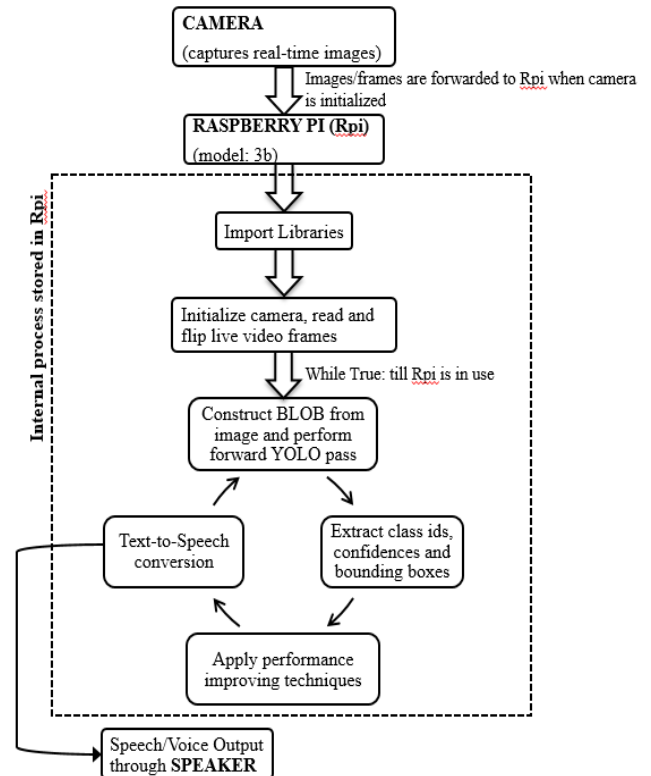 CAMERA
(captures real-time images)
Images/frames are forwarded to Rpi when camera
is initialized
RASPBERRY PI (Rpi)
(model: 3b)
Internal process stored in Rpi
Import Libraries
Initialize camera, read and
flip live video frames
While True: till Rpi is in use
Construct BLOB from
image and perform
forward YOLO pass
Extract class ids,
confidences and
bounding boxes
Apply performance
improving techniques
Text-to-Speech
conversion
Speech/Voice Output
through SPEAKER